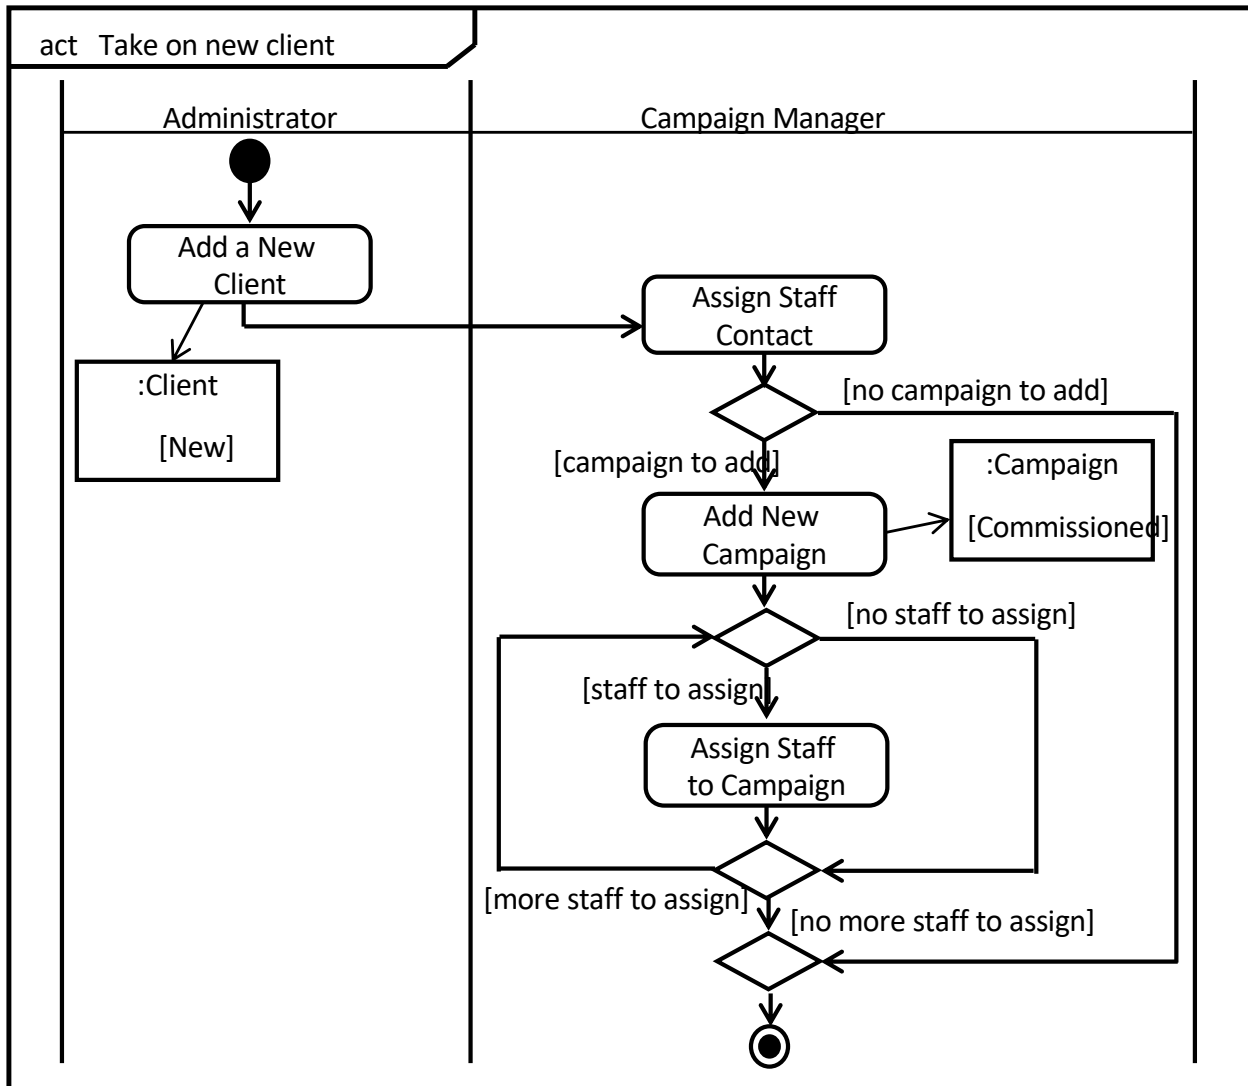 act Take on new client
Administrator
Campaign Manager
Add a New
Client
Assign Staff
Contact
:Client
[New]
[no campaign to add]
[campaign to add]
:Campaign
[Commissioned]
Add New
Campaign
[no staff to assign]
[staff to assign]
Assign Staff
to Campaign
[more staff to assign]
[no more staff to assign]